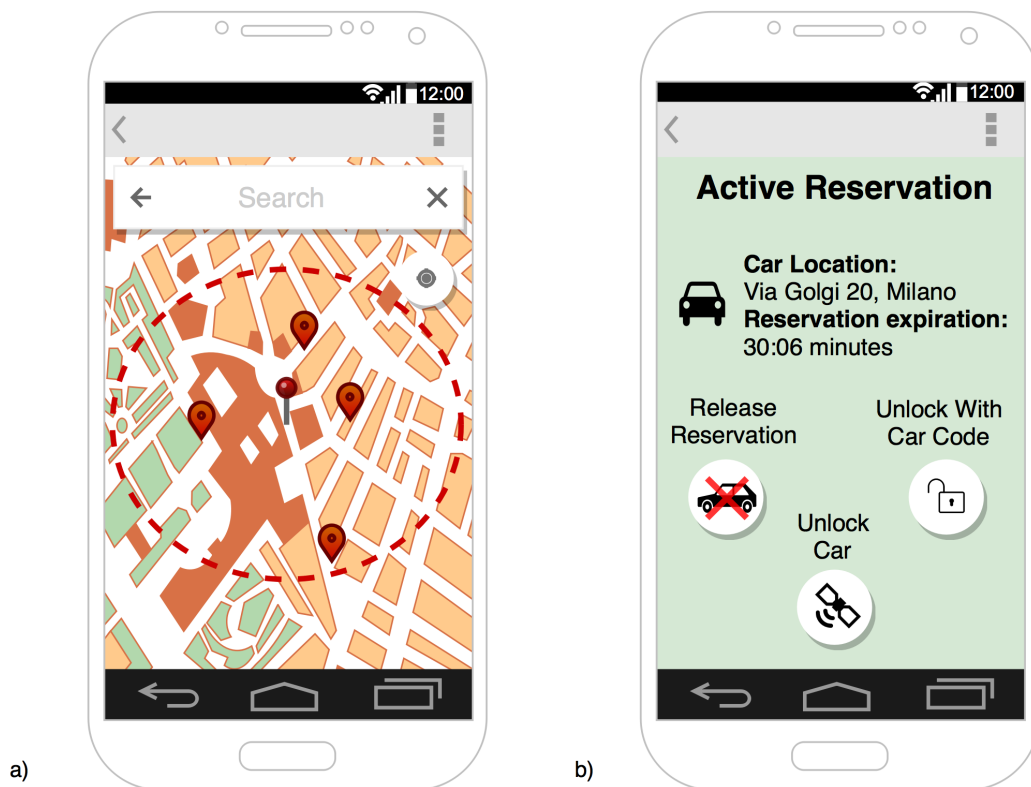 12:00
Search
a)
12:00
Active Reservation
Car Location:
Via Golgi 20, Milano
Reservation expiration:
30:06 minutes
Release
Reservation
Unlock With
Car Code
Unlock
Car
b)